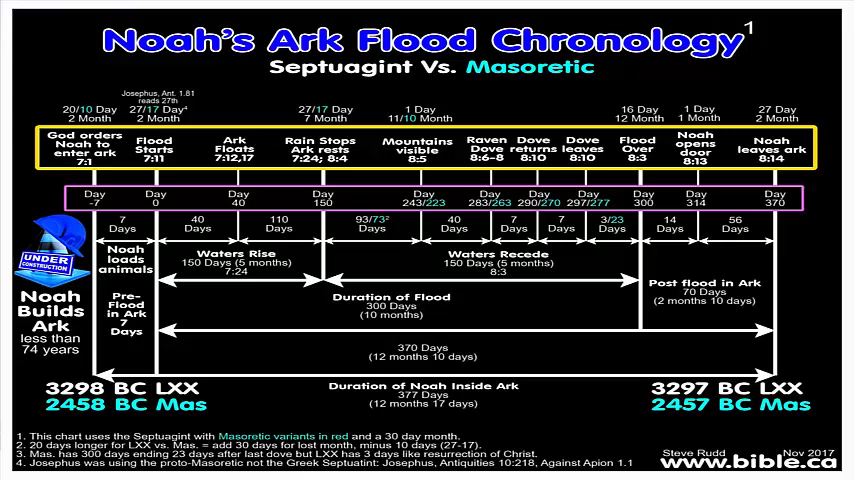 Noah's Ark Flood Chronology1
Septuagint Vs. Masoretic
Josephus, Ant. 1.81
reads 27th
20/10 Day
2 Month
27/17 Day4
2 Month
27/17 Day
7 Month
1 Day
11/10 Month
16 Day
12 Month
1 Day
1 Month
27 Day
2 Month
God orders
Noah to
enter ark
7:1
Flood
Starts
7:11
Ark
Floats
7:12,17
Rain Stops
Ark rests
7:24; 8:4
Mountains
visible
8:5
Raven
Dove
8:6-8
Dove
returns
8:10
Dove
leaves
8:10
Flood
Over
8:3
Noah
opens
door
8:13
Noah
leaves ark
8:14
Day
-7
Day
0
Day
40
Day
150
Day
243/223
Day
283/263
Day
290/270
Day
297/277
Day
300
Day
314
Day
370
7
Days
40
Days
110
Days
93/732
Days
40
Days
7
Days
7
Days
3/23
Days
14
Days
56
Days
UNDER
CONSTRUCTION
Noah
Builds
Ark
less than
74 years
Noah
loads
animals
Pre-
Flood
in Ark
7
Days
Waters Rise
150 Days (5 months)
7:24
Waters Recede
150 Days (5 months)
8:3
Duration of Flood
300 Days
(10 months)
Post flood in Ark
70 Days
(2 months 10 days)
370 Days
(12 months 10 days)
Duration of Noah Inside Ark
377 Days
(12 months 17 days)
3298 BC LXX
2458 BC Mas
3297 BC LXX
2457 BC Mas
1. This chart uses the Septuagint with Masoretic variants in red and a 30 day month.
2. 20 days longer for LXX vs. Mas. = add 30 days for lost month, minus 10 days (27-17).
3. Mas. has 300 days ending 23 days after last dove but LXX has 3 days like resurrection of Christ.
4. Josephus was using the proto-Masoretic not the Greek Septuatint: Josephus, Antiquities 10:218, Against Apion 1.1
Steve Rudd Nov 2017
www.bible.ca